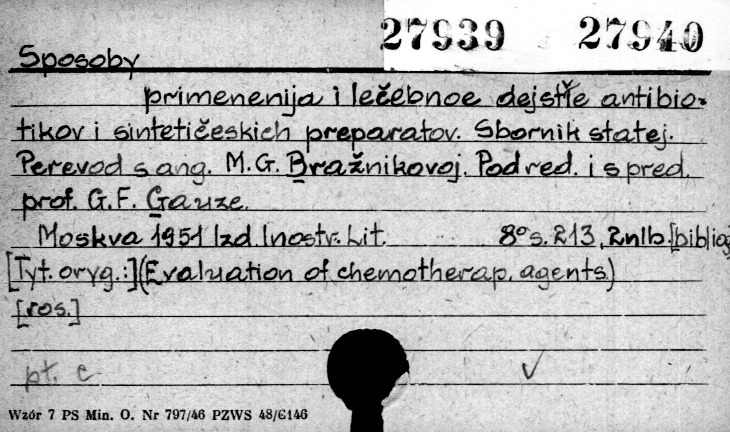 27939 27940
Sposoby
primenenija i lečebnoe dejstie antibio-
tikov i sintetičeskich preparatov. Sbornik statej.
Perevod s ang. M.G. Bražnikovoj. Pod red. i s pred.
prof. G.F. Gauze.
Moskva 1951 Izd. Inostr. Lit. 8° s. 213, 2nlb. [bibliog
[Tyt. oryg.:] (Evaluation of chemotherap. agents)
[ros.]
pt. c
Wzór 7 PS Min. O. Nr 797/46 PZWS 48/6146